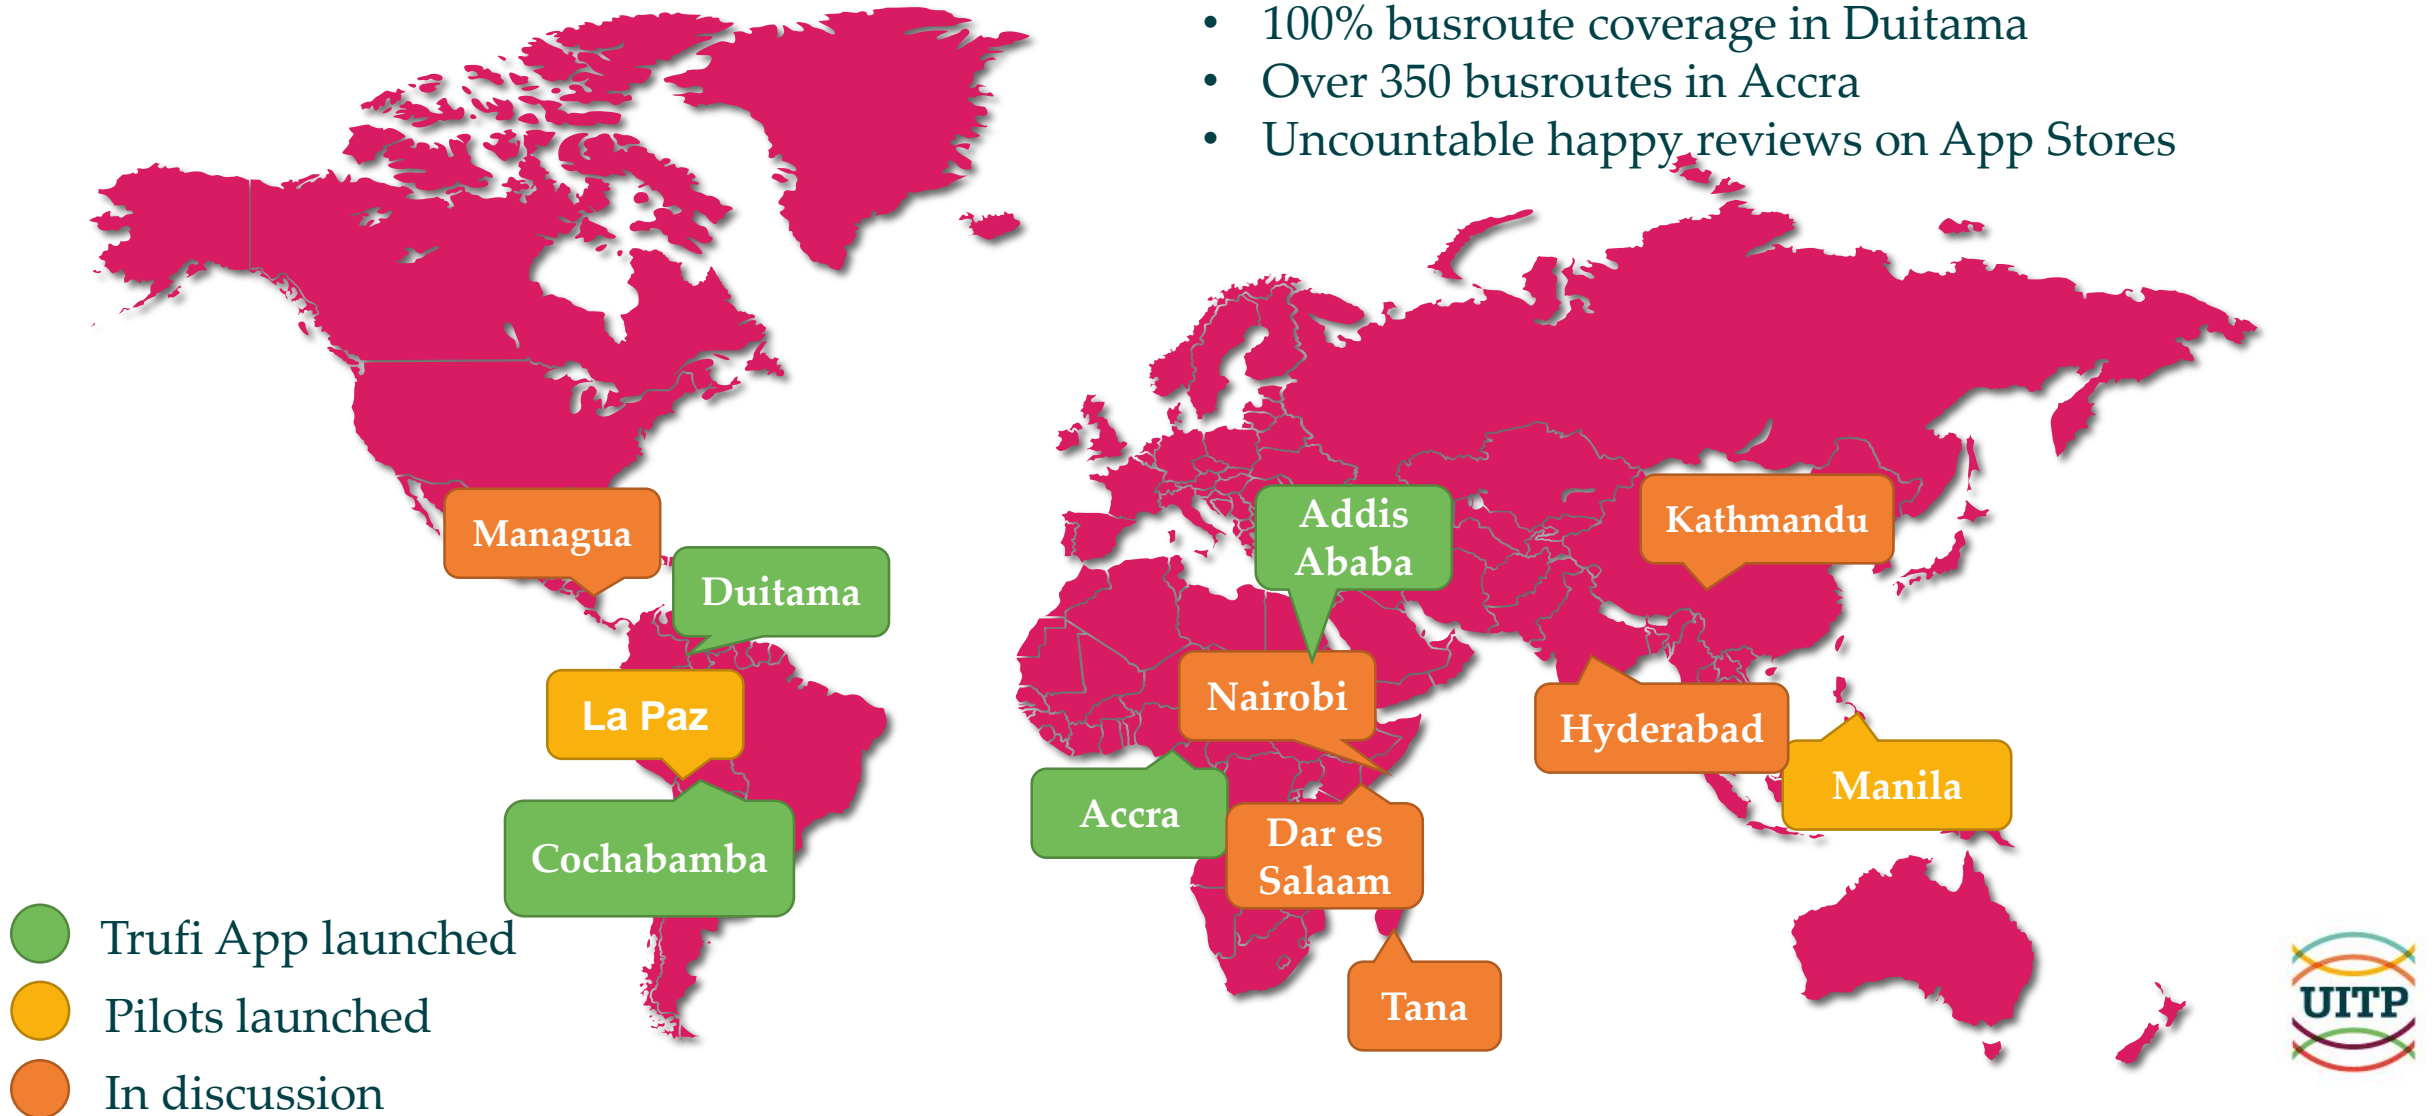 • 100% busroute coverage in Duitama
• Over 350 busroutes in Accra
• Uncountable happy reviews on App Stores
Managua
Duitama
La Paz
Cochabamba
Addis
Ababa
Nairobi
Accra
Dar es
Salaam
Tana
Kathmandu
Hyderabad
Manila
Trufi App launched
Pilots launched
In discussion
UITP